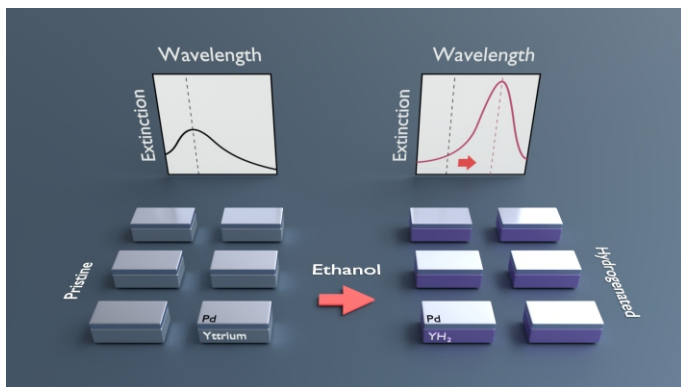 Wavelength
Wavelength
Extinction
Extinction
Pristine
Ethanol
Hydrogenated
Pd
Yttrium
Pd
YH₂